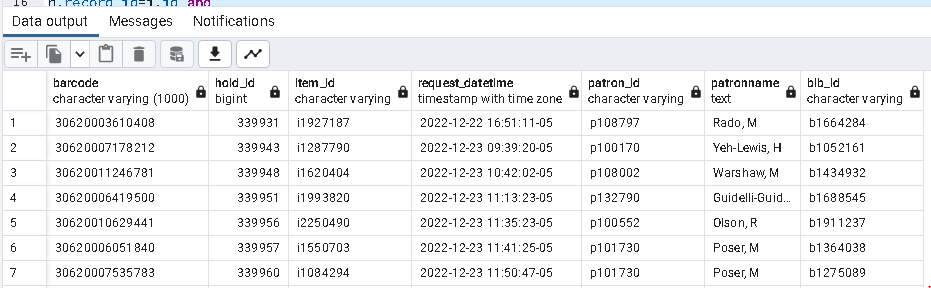 16 h.record_id=i.id and
Data output Messages Notifications
barcode hold_id item_id request_datetime patron_id patronname bib_id
character varying (1000) bigint character varying timestamp with time zone character varying text character varying
1 30620003610408 339931 i1927187 2022-12-22 16:51:11-05 p108797 Rado, M b1664284
2 30620007178212 339943 i1287790 2022-12-23 09:39:20-05 p100170 Yeh-Lewis, H b1052161
3 30620011246781 339948 i1620404 2022-12-23 10:42:02-05 p108002 Warshaw, M b1434932
4 30620006419500 339951 i1993820 2022-12-23 11:13:23-05 p132790 Guidelli-Guid... b1688545
5 30620010629441 339956 i2250490 2022-12-23 11:35:23-05 p100552 Olson, R b1911237
6 30620006051840 339957 i1550703 2022-12-23 11:41:25-05 p101730 Poser, M b1364038
7 30620007535783 339960 i1084294 2022-12-23 11:50:47-05 p101730 Poser, M b1275089